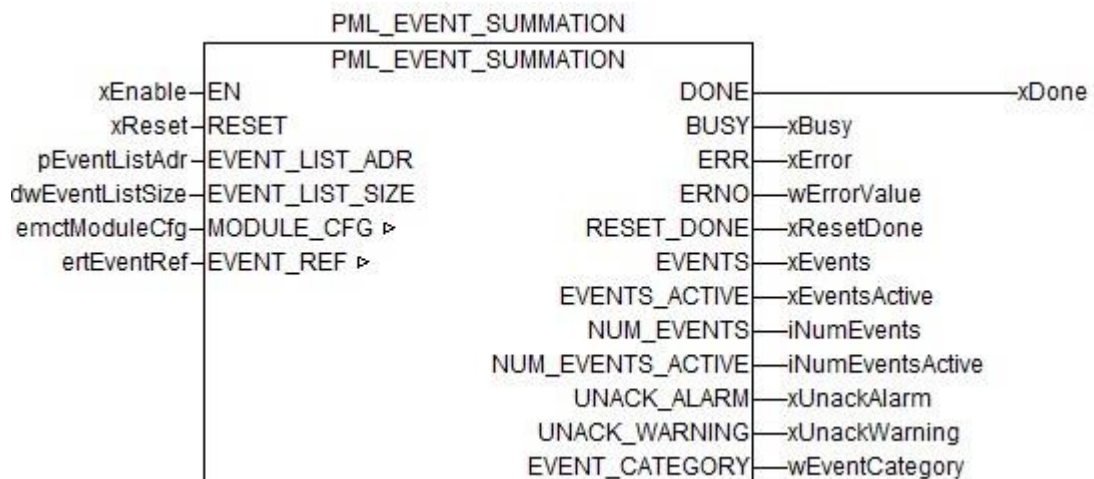 PML_EVENT_SUMMATION
PML_EVENT_SUMMATION
xEnable EN DONE xDone
xReset RESET BUSY xBusy
pEventListAdr EVENT_LIST_ADR ERR xError
dwEventListSize EVENT_LIST_SIZE ERNO wErrorValue
emctModuleCfg MODULE_CFG ▹ RESET_DONE xResetDone
ertEventRef EVENT_REF ▹ EVENTS xEvents
EVENTS_ACTIVE xEventsActive
NUM_EVENTS iNumEvents
NUM_EVENTS_ACTIVE iNumEventsActive
UNACK_ALARM xUnackAlarm
UNACK_WARNING xUnackWarning
EVENT_CATEGORY wEventCategory